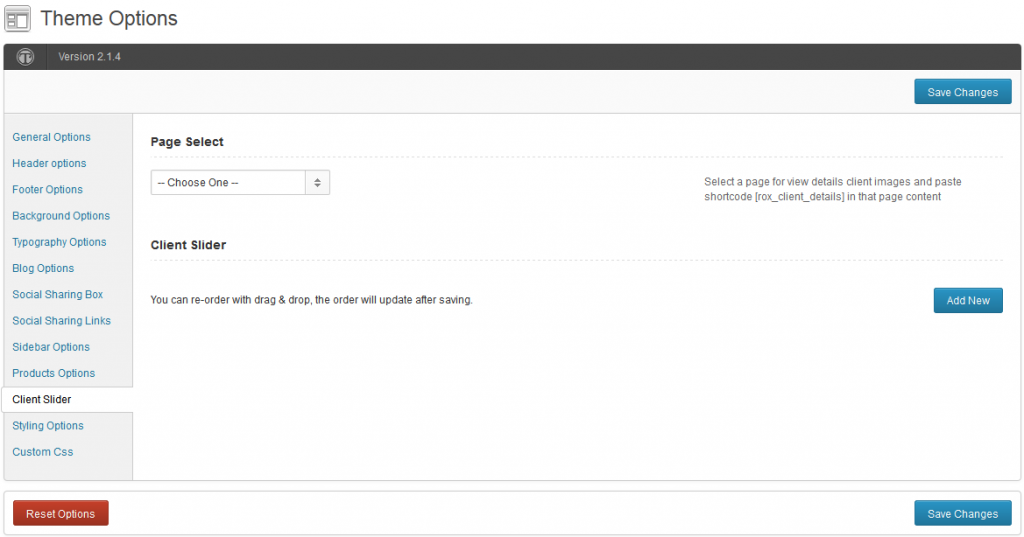 Theme Options
Version 2.1.4
Save Changes
General Options
Header options
Footer Options
Background Options
Typography Options
Blog Options
Social Sharing Box
Social Sharing Links
Sidebar Options
Products Options
Client Slider
Styling Options
Custom Css
Page Select
-- Choose One --
Select a page for view details client images and paste
shortcode [rox_client_details] in that page content
Client Slider
You can re-order with drag & drop, the order will update after saving.
Add New
Reset Options
Save Changes